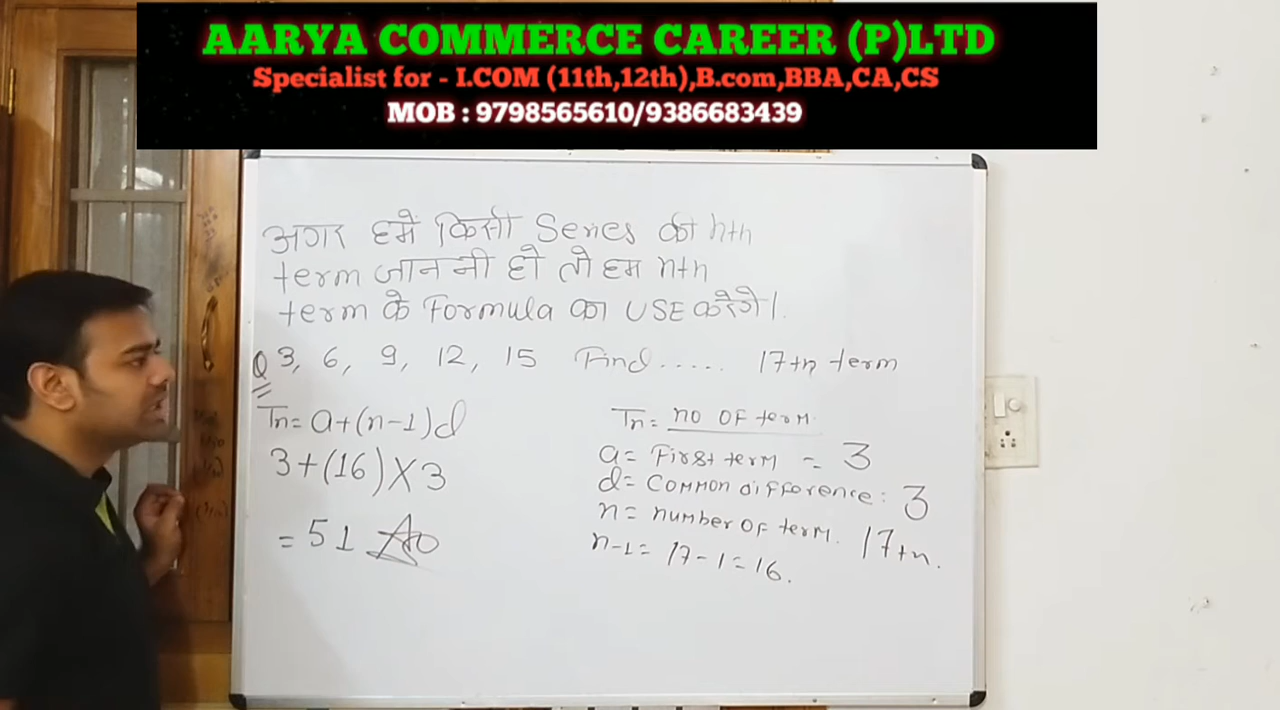 AARYA COMMERCE CAREER (P)LTD
Specialist for - I.COM (11th,12th),B.com,BBA,CA,CS
MOB : 9798565610/9386683439
अगर हमें किसी Series की nth
term जाननी हो तो हम nth
term के Formula का USE करेंगे।
Q 3, 6, 9, 12, 15 Find ..... 17th term
Tn = a+(n-1)d
3+(16)×3
= 51
Tn = no OF term.
a = First term = 3
d = common difference : 3
n = number OF term. 17th.
n-1 = 17-1 = 16.